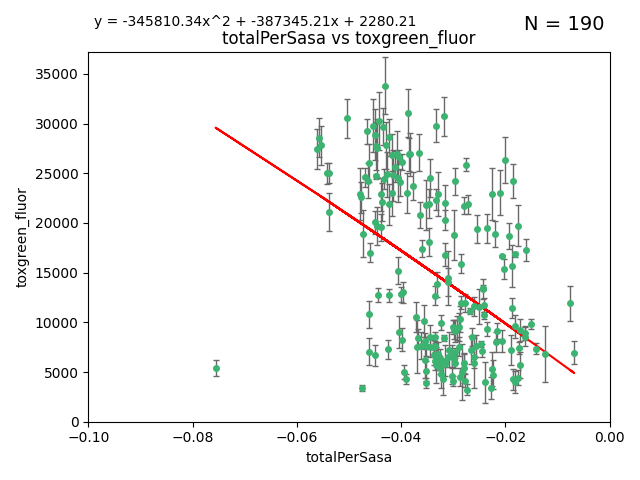 y = -345810.34x^2 + -387345.21x + 2280.21
N = 190
totalPerSasa vs toxgreen_fluor
35000
30000
25000
20000
15000
10000
5000
0
toxgreen_fluor
−0.10
−0.08
−0.06
−0.04
−0.02
0.00
totalPerSasa